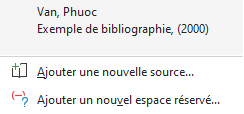 Van, Phuoc
Exemple de bibliographie, (2000)
Ajouter une nouvelle source...
Ajouter un nouvel espace réservé...